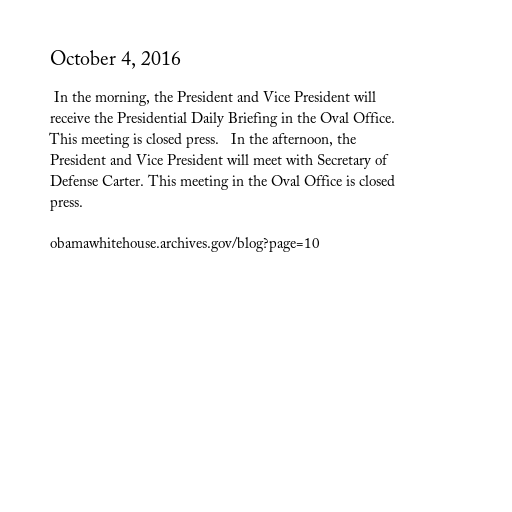 October 4, 2016
In the morning, the President and Vice President will
receive the Presidential Daily Briefing in the Oval Office.
This meeting is closed press.   In the afternoon, the
President and Vice President will meet with Secretary of
Defense Carter. This meeting in the Oval Office is closed
press.
obamawhitehouse.archives.gov/blog?page=10